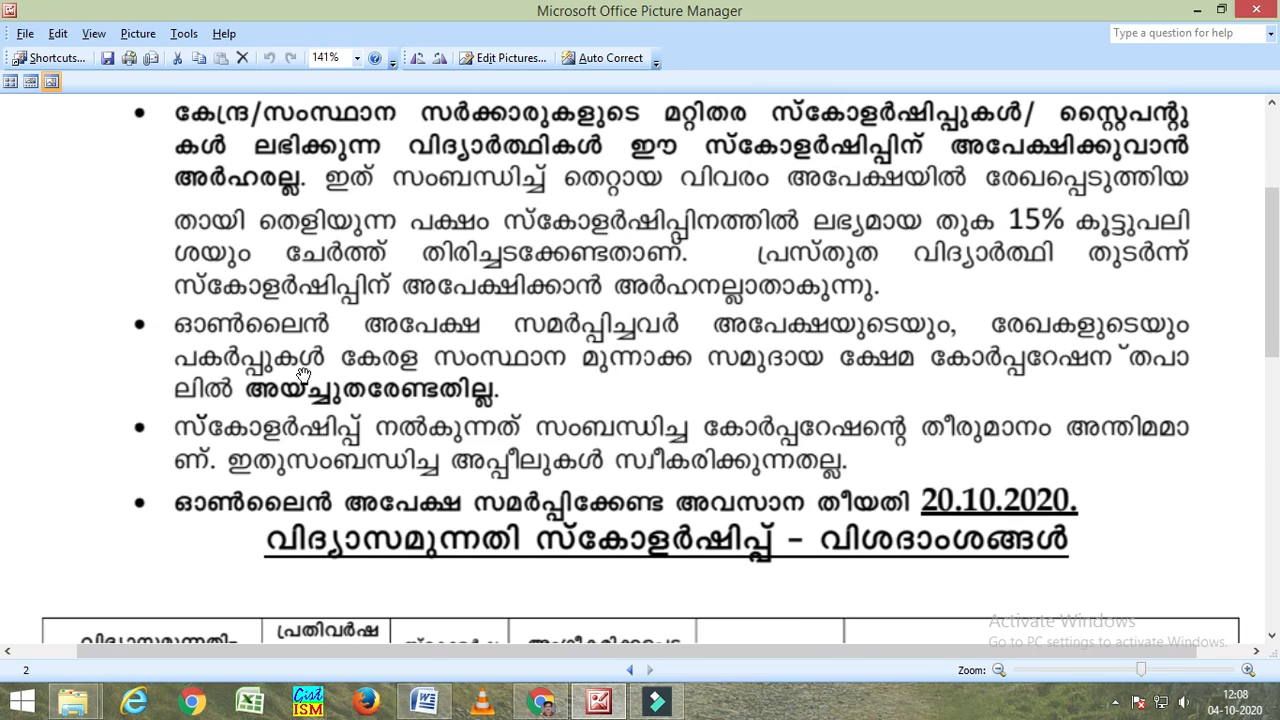 Microsoft Office Picture Manager
File Edit View Picture Tools Help
Type a question for help
Shortcuts... 141% Edit Pictures... Auto Correct
കേന്ദ്ര/സംസ്ഥാന സർക്കാരുകളുടെ മറ്റിതര സ്കോളർഷിപ്പുകൾ/ സ്റ്റൈപന്റു
കൾ ലഭിക്കുന്ന വിദ്യാർത്ഥികൾ ഈ സ്കോളർഷിപ്പിന് അപേക്ഷിക്കുവാൻ
അർഹരല്ല. ഇത് സംബന്ധിച്ച് തെറ്റായ വിവരം അപേക്ഷയിൽ രേഖപ്പെടുത്തിയ
തായി തെളിയുന്ന പക്ഷം സ്കോളർഷിപ്പിനത്തിൽ ലഭ്യമായ തുക 15% കൂട്ടുപലി
ശയും ചേർത്ത് തിരിച്ചടക്കേണ്ടതാണ്. പ്രസ്തുത വിദ്യാർത്ഥി തുടർന്ന്
സ്കോളർഷിപ്പിന് അപേക്ഷിക്കാൻ അർഹനല്ലാതാകുന്നു.
ഓൺലൈൻ അപേക്ഷ സമർപ്പിച്ചവർ അപേക്ഷയുടെയും, രേഖകളുടെയും
പകർപ്പുകൾ കേരള സംസ്ഥാന മുന്നാക്ക സമുദായ ക്ഷേമ കോർപ്പറേഷന ്തപാ
ലിൽ അയച്ചുതരേണ്ടതില്ല.
സ്കോളർഷിപ്പ് നൽകുന്നത് സംബന്ധിച്ച കോർപ്പറേഷന്റെ തീരുമാനം അന്തിമമാ
ണ്. ഇതുസംബന്ധിച്ച അപ്പീലുകൾ സ്വീകരിക്കുന്നതല്ല.
ഓൺലൈൻ അപേക്ഷ സമർപ്പിക്കേണ്ട അവസാന തീയതി 20.10.2020.
വിദ്യാസമുന്നതി സ്കോളർഷിപ്പ് – വിശദാംശങ്ങൾ
പ്രതിവർഷ
വിദ്യാസമുന്നതി-
Activate Windows
Go to PC settings to activate Windows.
2 Zoom:
Gist
ISM
12:08
04-10-2020